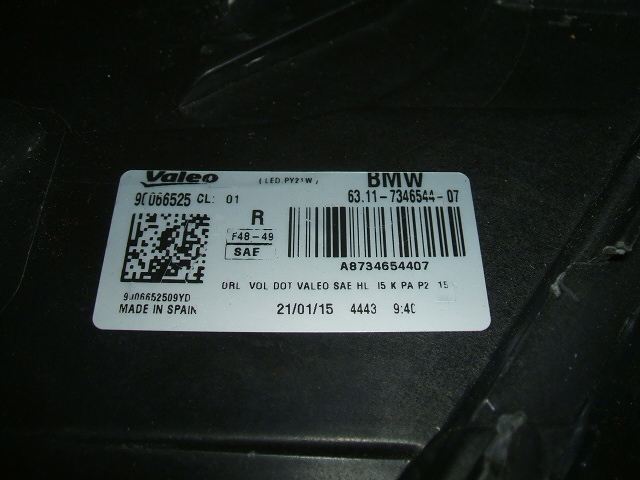 Valeo (LED.PY21W) BMW
90066525 CL: 01 63.11-7346544-07
R
F48-49
SAE
A8734654407
DRL VOL DOT VALEO SAE HL I5 K PA P2 15
9006652509YD
MADE IN SPAIN 21/01/15 4443 9:40